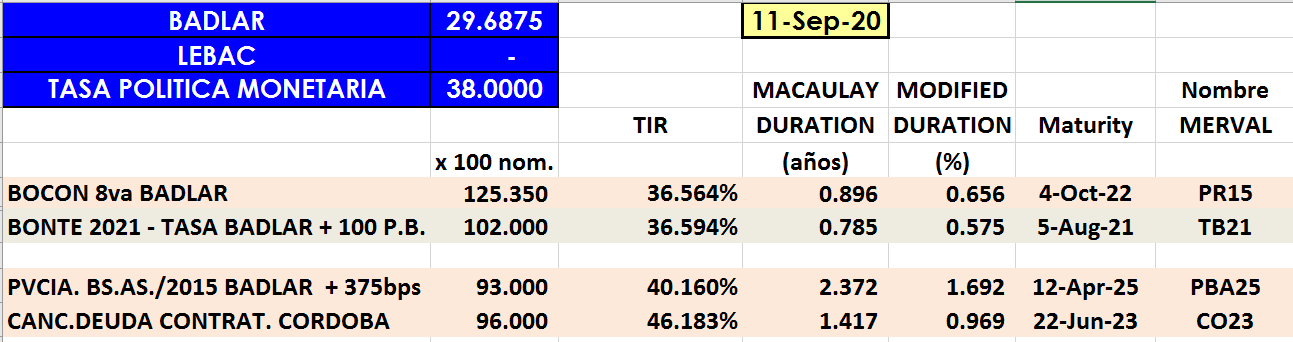 BADLAR 29.6875 11-Sep-20
LEBAC -
TASA POLITICA MONETARIA 38.0000 MACAULAY MODIFIED Nombre
TIR DURATION DURATION Maturity MERVAL
x 100 nom. (años) (%)
BOCON 8va BADLAR 125.350 36.564% 0.896 0.656 4-Oct-22 PR15
BONTE 2021 - TASA BADLAR + 100 P.B. 102.000 36.594% 0.785 0.575 5-Aug-21 TB21
PVCIA. BS.AS./2015 BADLAR + 375bps 93.000 40.160% 2.372 1.692 12-Apr-25 PBA25
CANC.DEUDA CONTRAT. CORDOBA 96.000 46.183% 1.417 0.969 22-Jun-23 CO23